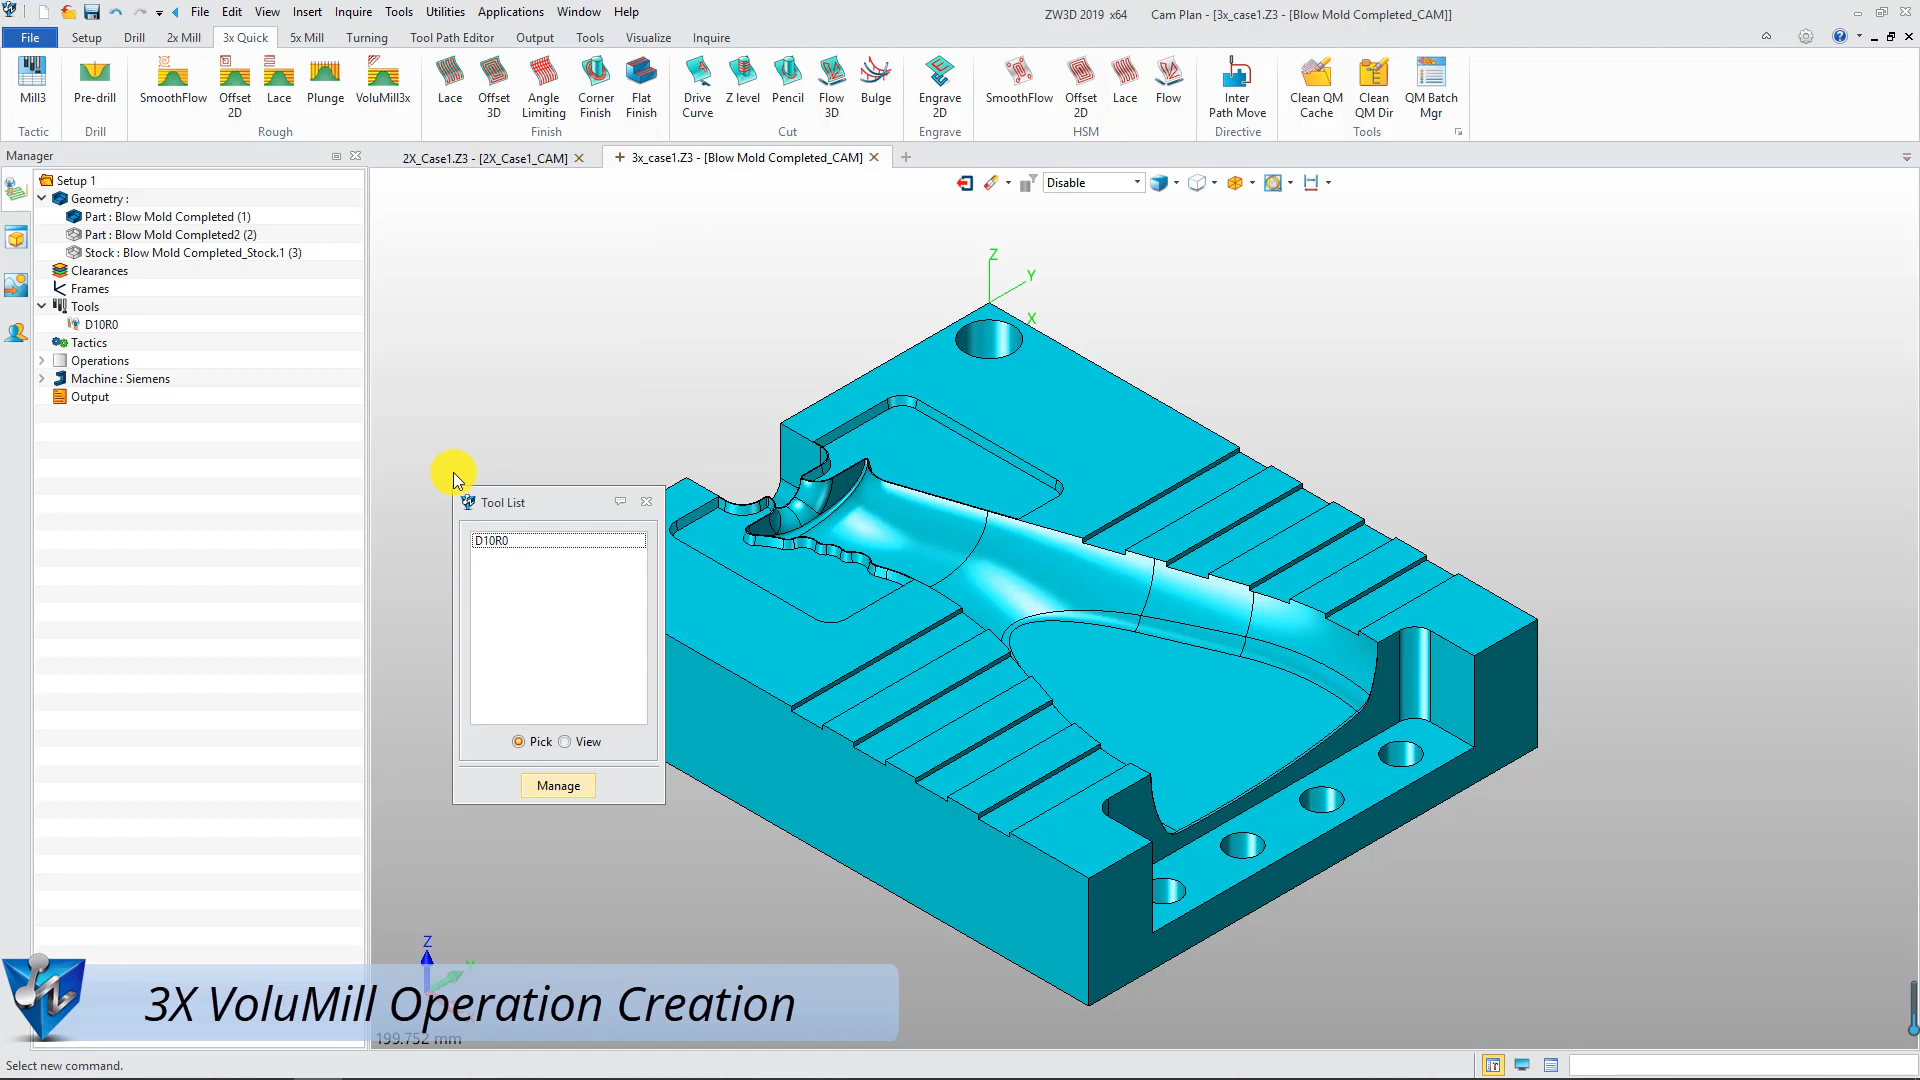 File Edit View Insert Inquire Tools Utilities Applications Window Help
ZW3D 2019 x64 Cam Plan - [3x_case1.Z3 - [Blow Mold Completed_CAM]]
File Setup Drill 2x Mill 3x Quick 5x Mill Turning Tool Path Editor Output Tools Visualize Inquire
Mill3 Pre-drill SmoothFlow Offset 2D Lace Plunge VoluMill3x Lace Offset 3D Angle Limiting Corner Finish Flat Finish Drive Curve Z level Pencil Flow 3D Bulge Engrave 2D SmoothFlow Offset 2D Lace Flow Inter Path Move Clean QM Cache Clean QM Dir QM Batch Mgr
Tactic Drill Rough Finish Cut Engrave HSM Directive Tools
Manager
2X_Case1.Z3 - [2X_Case1_CAM]
3x_case1.Z3 - [Blow Mold Completed_CAM]
Disable
Setup 1
Geometry :
Part : Blow Mold Completed (1)
Part : Blow Mold Completed2 (2)
Stock : Blow Mold Completed_Stock.1 (3)
Clearances
Frames
Tools
D10R0
Tactics
Operations
Machine : Siemens
Output
Z
Y
X
Tool List
D10R0
Pick View
Manage
Z
Y
3X VoluMill Operation Creation
199.752 mm
Select new command.